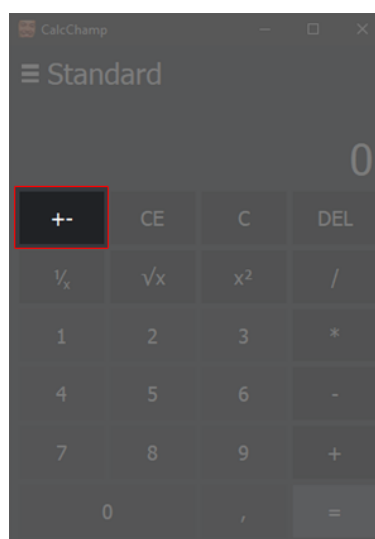 CalcChamp
Standard
0
+- CE C DEL
¹⁄ₓ √x x² /
1 2 3 *
4 5 6 -
7 8 9 +
0 , =